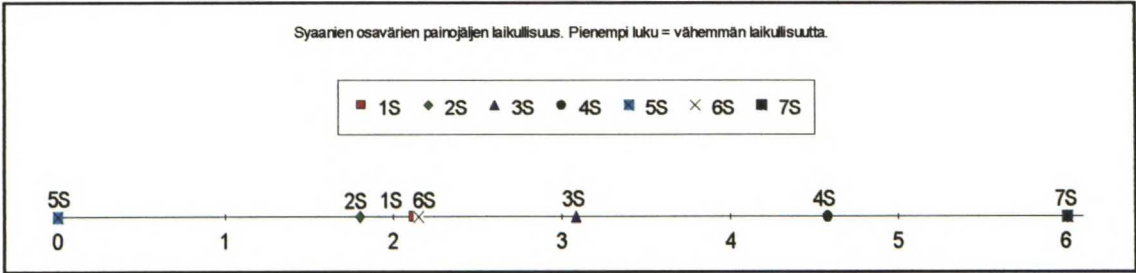 Syaanien osavärien painojäljen laikullisuus. Pienempi luku = vähemmän laikullisuutta.
1S 2S 3S 4S 5S 6S 7S
5S 2S 1S 6S 3S 4S 7S
0 1 2 3 4 5 6